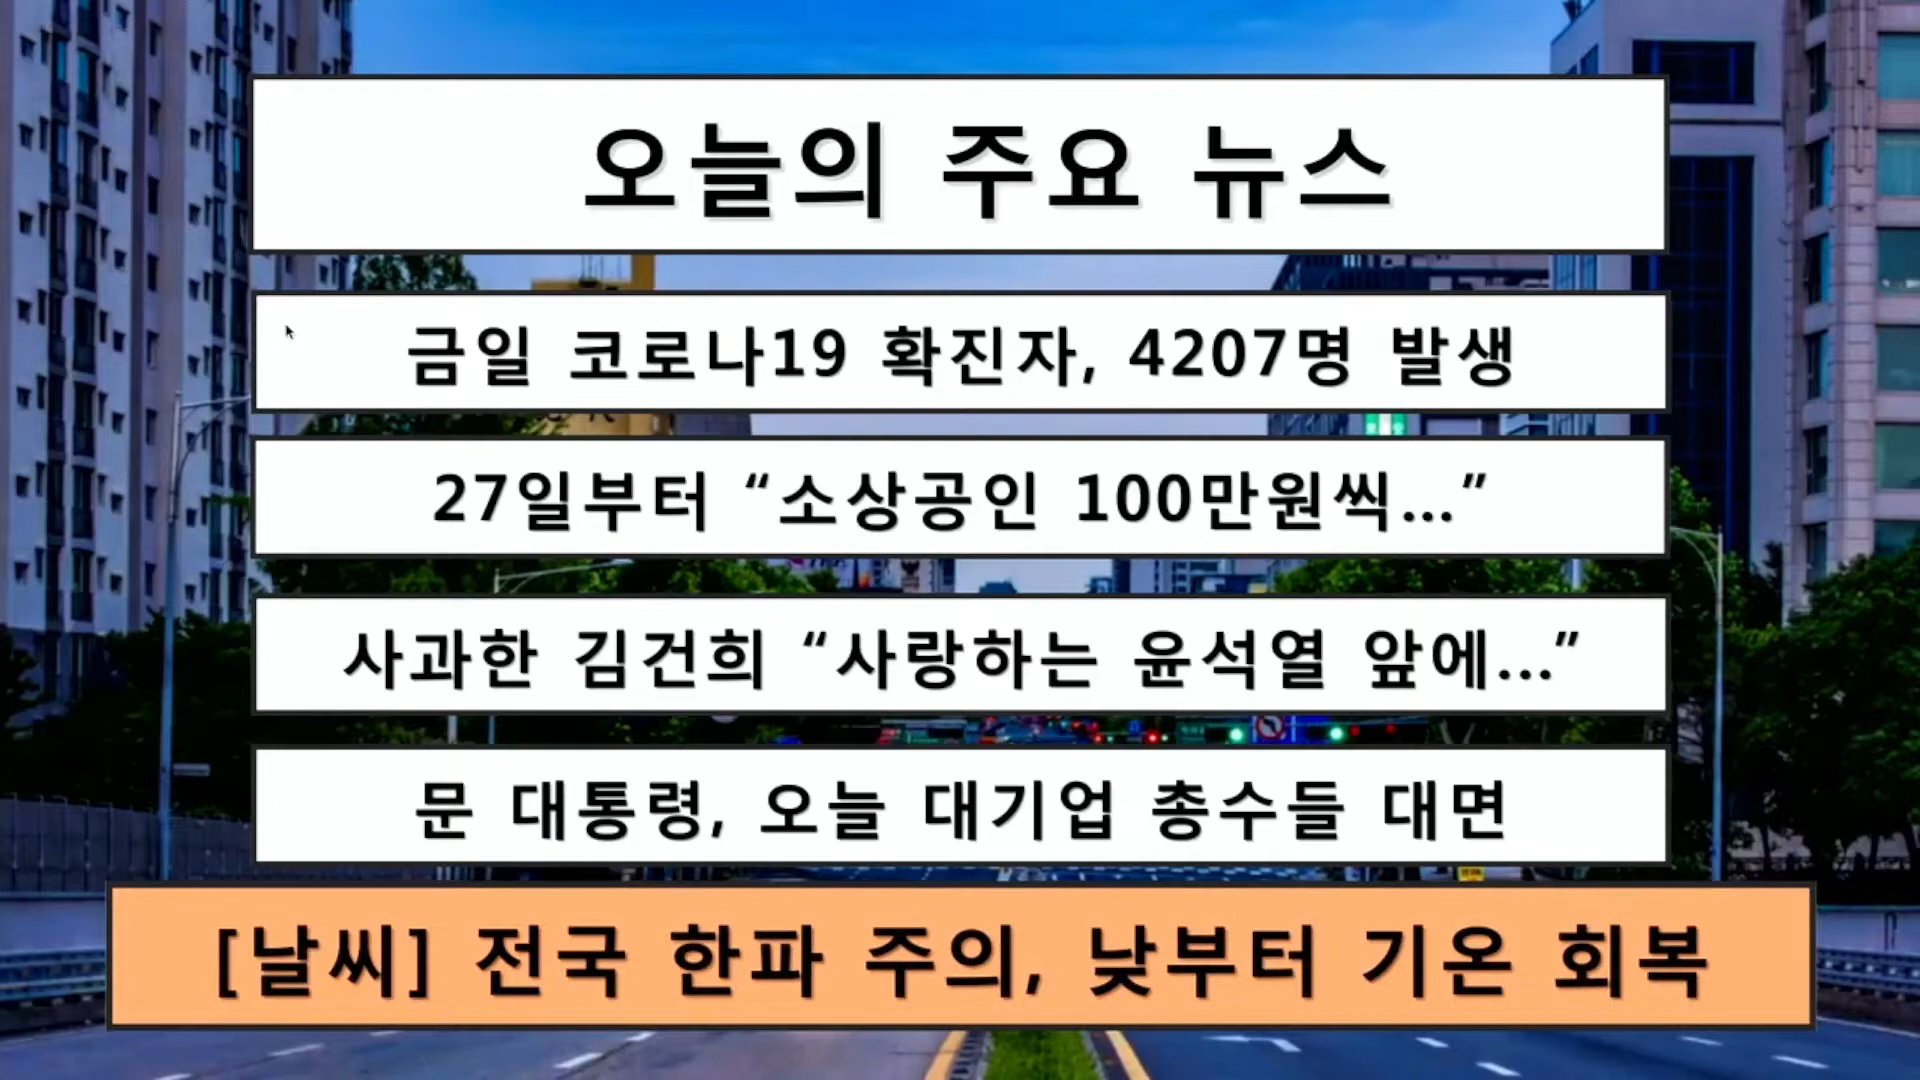 오늘의 주요 뉴스
금일 코로나19 확진자, 4207명 발생
27일부터 “소상공인 100만원씩...”
사과한 김건희 “사랑하는 윤석열 앞에...”
문 대통령, 오늘 대기업 총수들 대면
[날씨] 전국 한파 주의, 낮부터 기온 회복